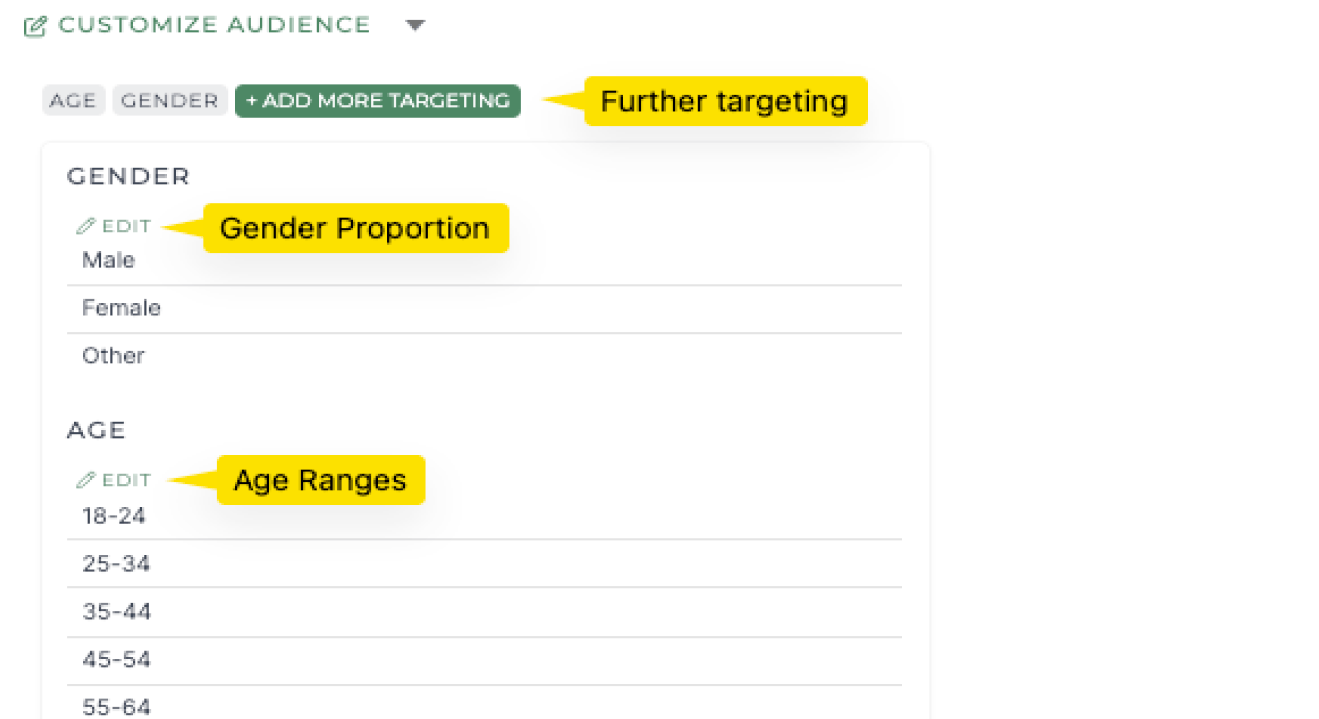 CUSTOMIZE AUDIENCE
AGE GENDER + ADD MORE TARGETING Further targeting
GENDER
EDIT Gender Proportion
Male
Female
Other
AGE
EDIT Age Ranges
18-24
25-34
35-44
45-54
55-64